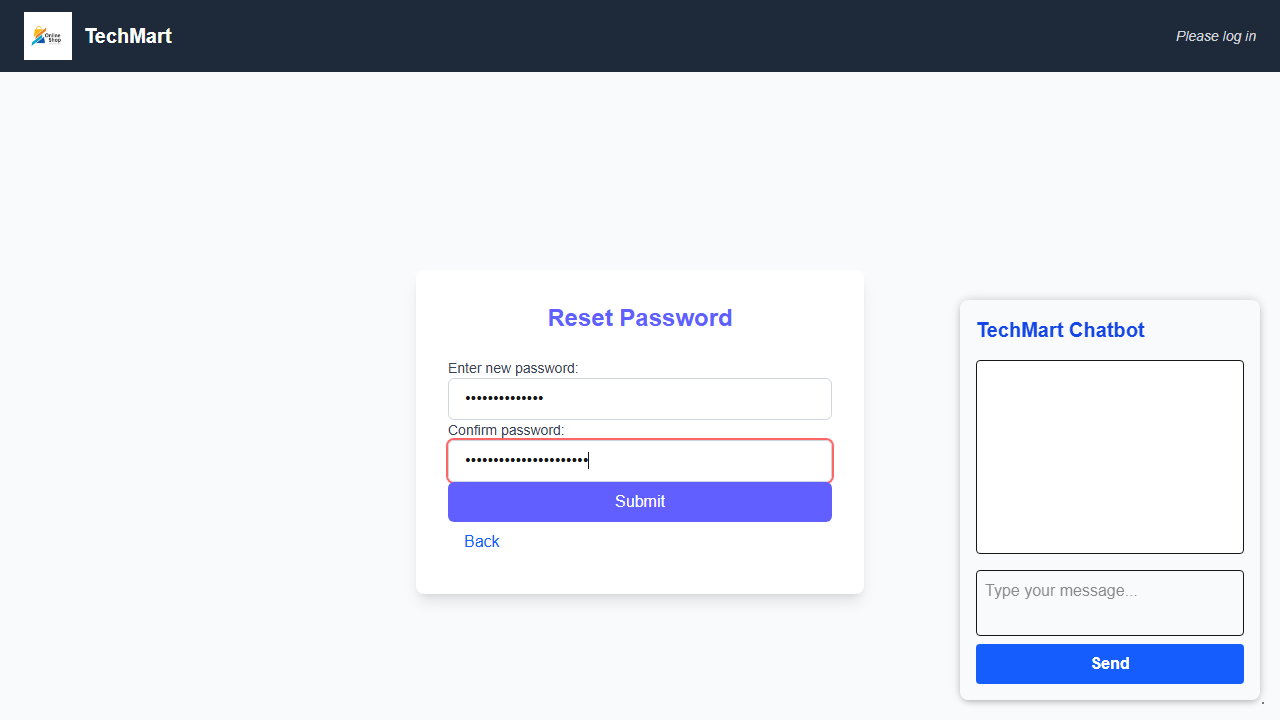 Online
Shop
TechMart
Please log in
Reset Password
Enter new password:
••••••••••••••
Confirm password:
••••••••••••••••••••••
Submit
Back
TechMart Chatbot
Type your message...
Send
.